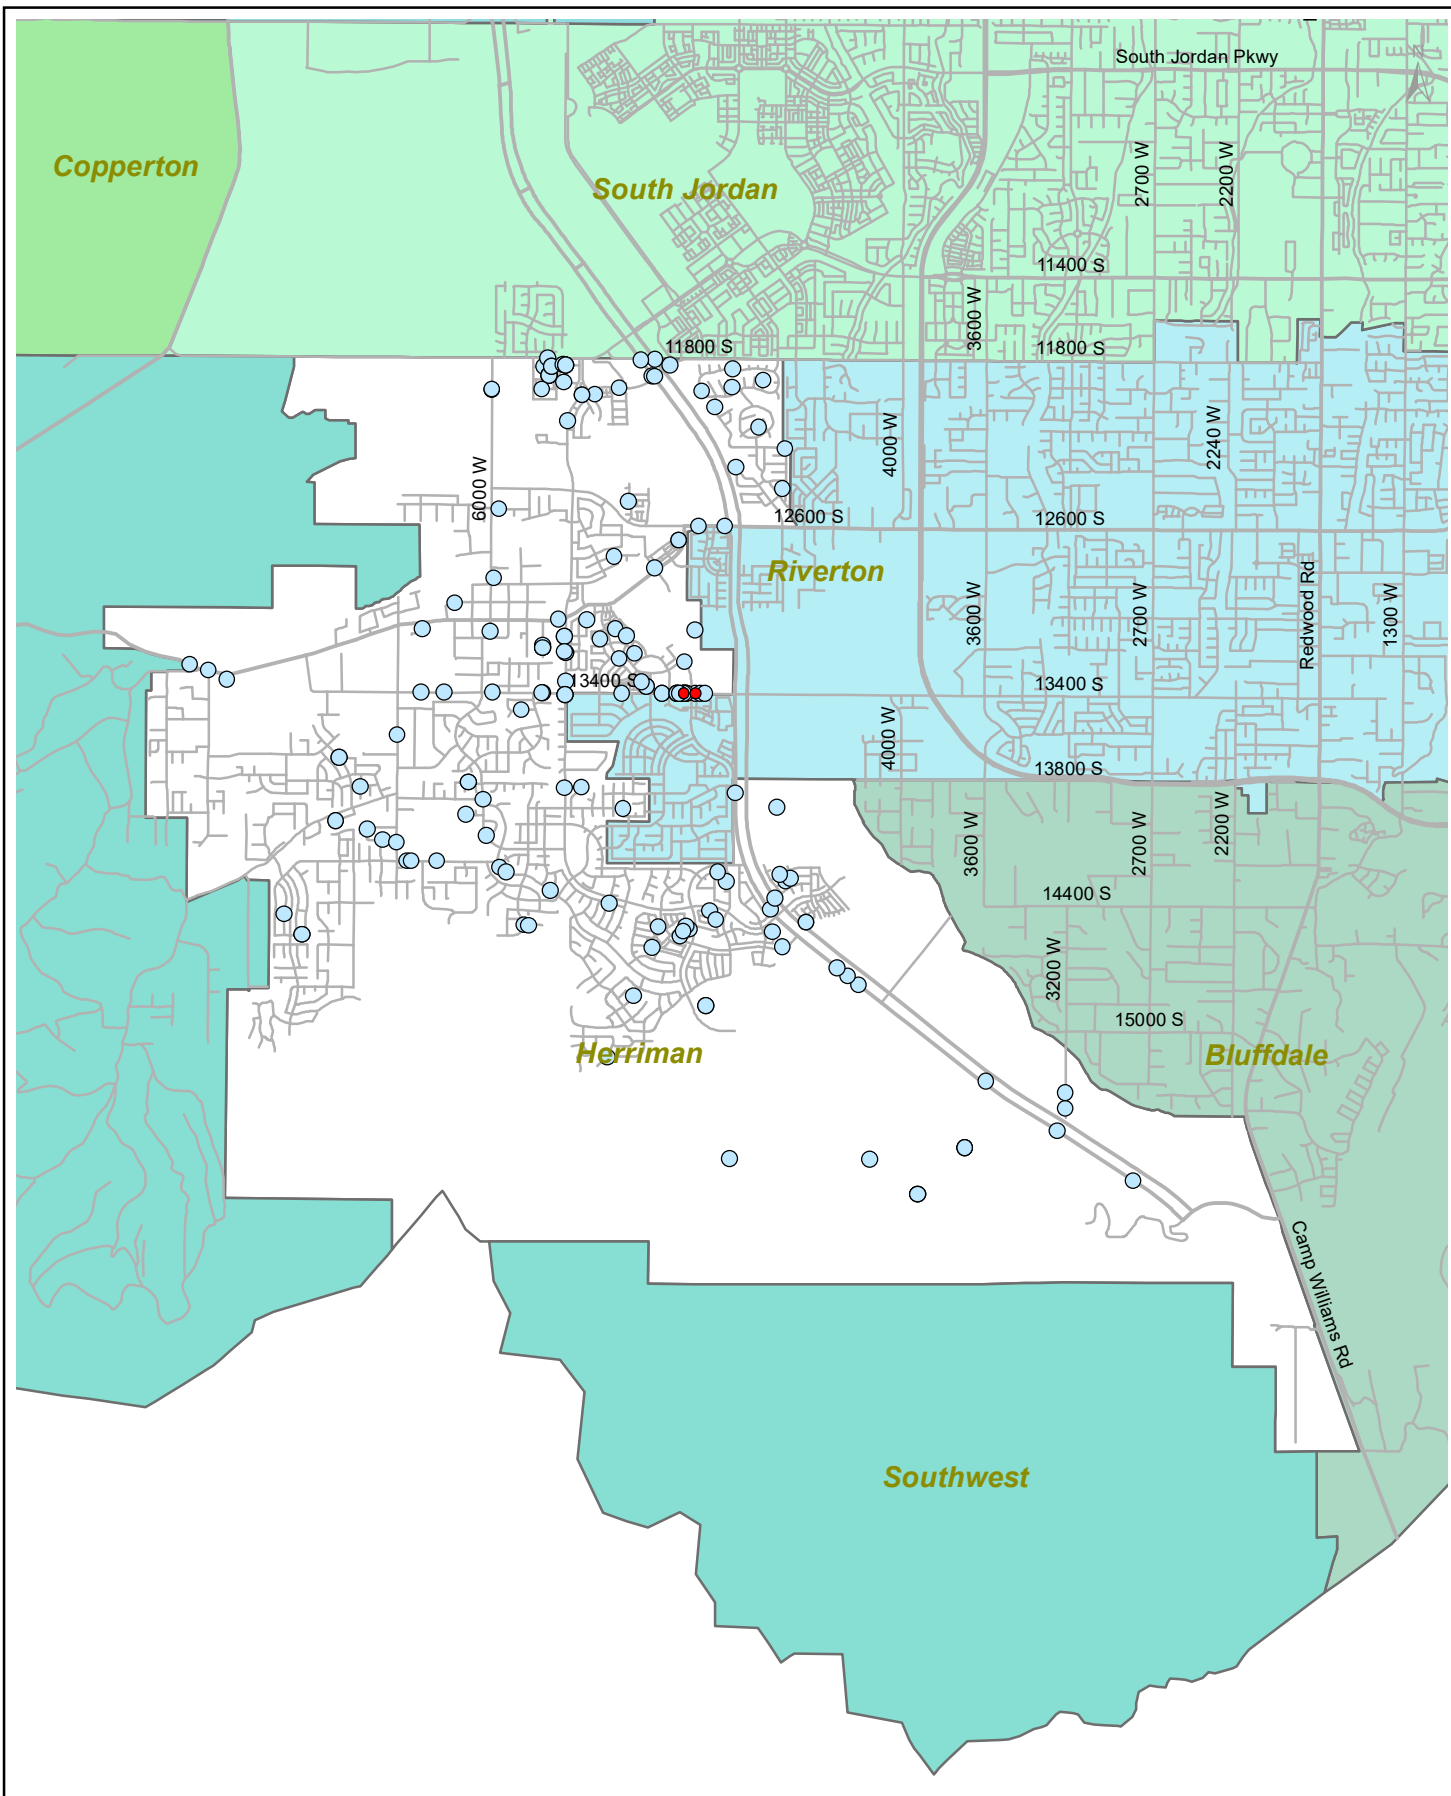 South Jordan Pkwy
Copperton
South Jordan
2700 W
2200 W
11400 S
3600 W
11800 S
11800 S
4000 W
2240 W
6000 W
12600 S
12600 S
Riverton
Redwood Rd
3600 W
2700 W
1300 W
13400 S
13400 S
4000 W
13800 S
3600 W
2700 W
2200 W
14400 S
3200 W
15000 S
Herriman
Bluffdale
Camp Williams Rd
Southwest